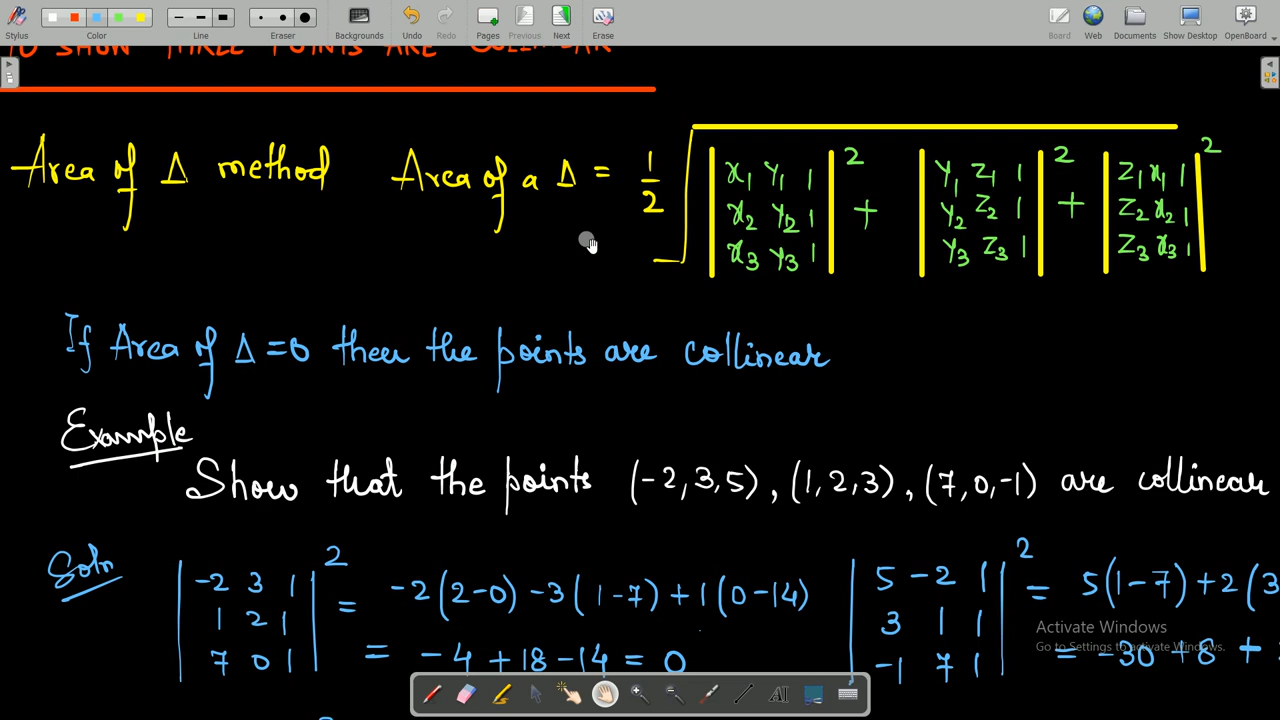 Stylus Color Line Eraser Backgrounds Undo Redo Pages Previous Next Erase Board Web Documents Show Desktop OpenBoard
TO SHOW THREE POINTS ARE COLLINEAR
Area of Δ method Area of a Δ = 1/2 √ | x1 y1 1 |² + | y1 z1 1 |² + | z1 x1 1 |²
| x2 y2 1 | | y2 z2 1 | | z2 x2 1 |
| x3 y3 1 | | y3 z3 1 | | z3 x3 1 |
If Area of Δ = 0 then the points are collinear
Example
Show that the points (-2,3,5), (1,2,3), (7,0,-1) are collinear
Soln | -2 3 1 |² = -2(2-0) -3(1-7) +1(0-14) | 5 -2 1 |² = 5(1-7) +2(3
| 1 2 1 | | 3 1 1 |
| 7 0 1 | = -4 +18 -14 = 0 | -1 7 1 | = -30 +8 +
Activate Windows
Go to Settings to activate Windows.